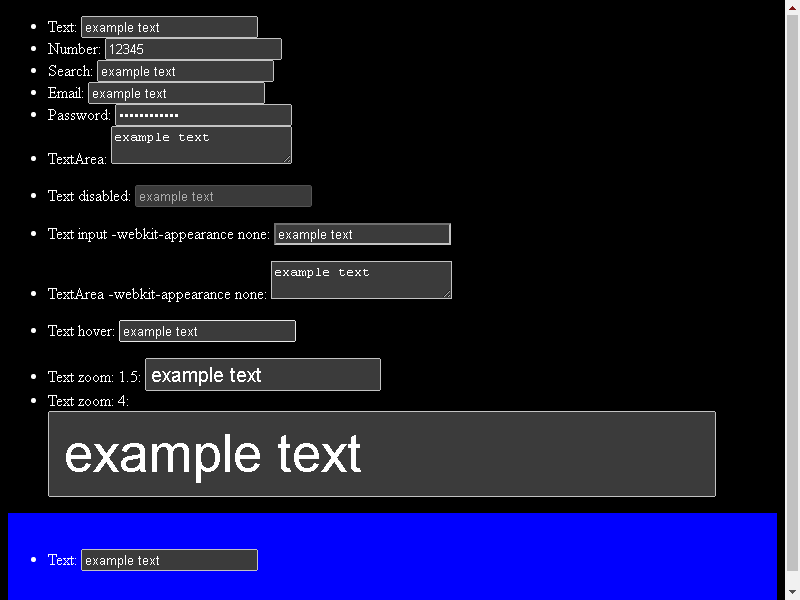 Text: example text
Number: 12345
Search: example text
Email: example text
Password: ••••••••••••
TextArea: example text
Text disabled: example text
Text input -webkit-appearance none: example text
TextArea -webkit-appearance none: example text
Text hover: example text
Text zoom: 1.5: example text
Text zoom: 4:
example text
Text: example text